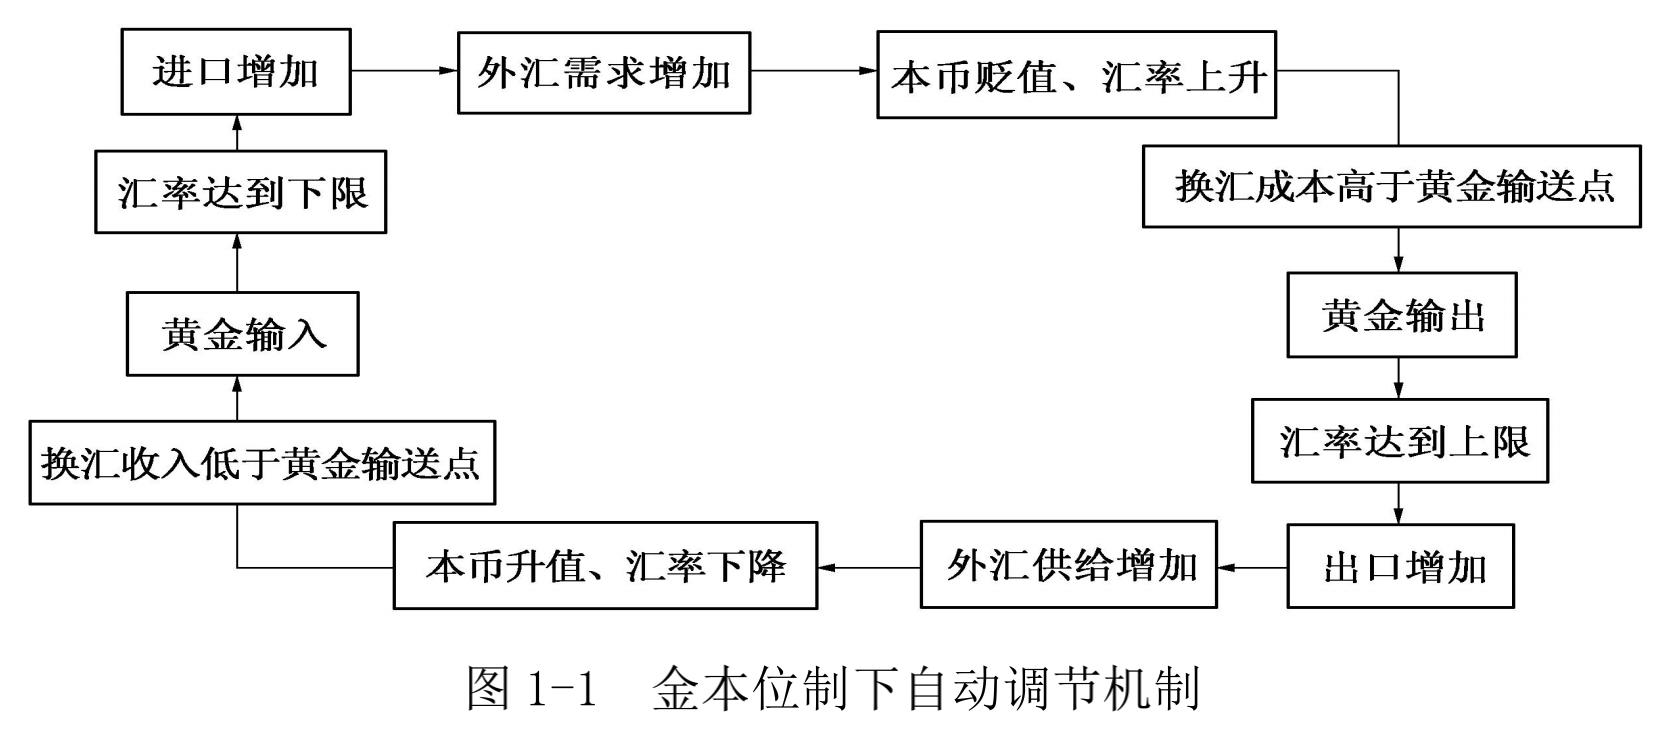 进口增加
外汇需求增加
本币贬值、汇率上升
换汇成本高于黄金输送点
黄金输出
汇率达到上限
出口增加
外汇供给增加
本币升值、汇率下降
换汇收入低于黄金输送点
黄金输入
汇率达到下限
图1-1 金本位制下自动调节机制